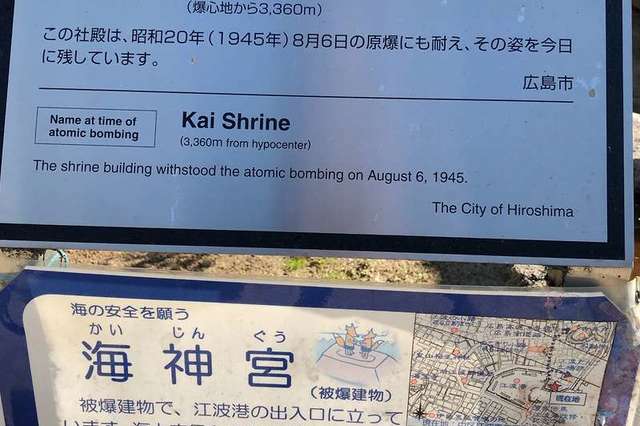 （爆心地から3,360m）
この社殿は、昭和20年（1945年）8月6日の原爆にも耐え、その姿を今日
に残しています。
広島市
Name at time of
atomic bombing
Kai Shrine
(3,360m from hypocenter)
The shrine building withstood the atomic bombing on August 6, 1945.
The City of Hiroshima
海の安全を願う
かい じん ぐう
海神宮
（被爆建物）
被爆建物で、江波港の出入口に立って
現在地